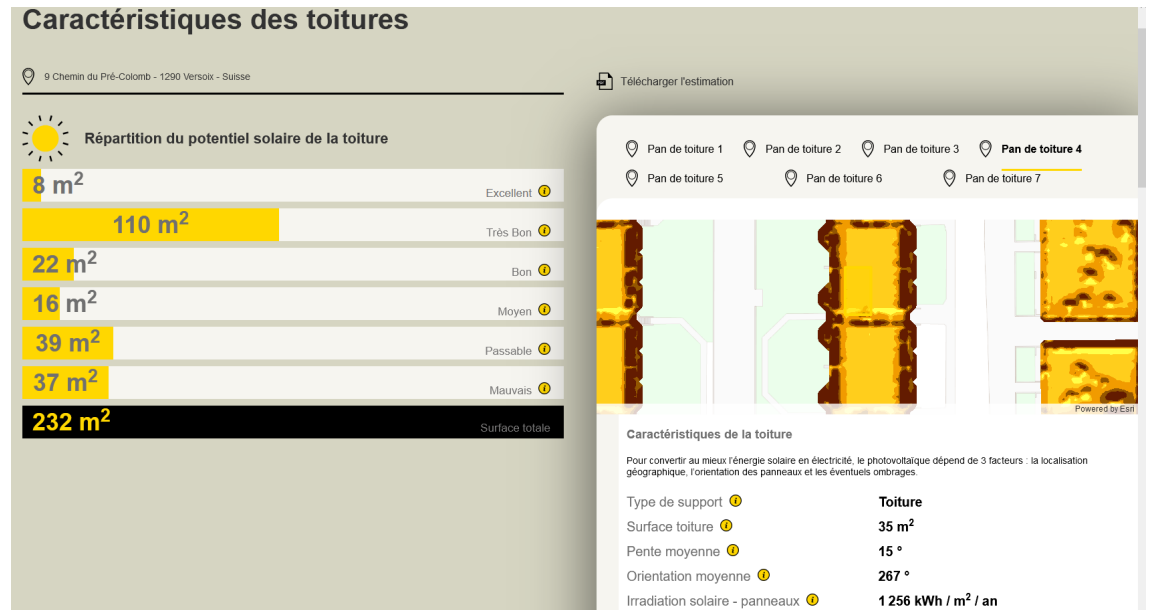 Caractéristiques des toitures
9 Chemin du Pré-Colomb - 1290 Versoix - Suisse
Répartition du potentiel solaire de la toiture
8 m²
Excellent
110 m²
Très Bon
22 m²
Bon
16 m²
Moyen
39 m²
Passable
37 m²
Mauvais
232 m²
Surface totale
Télécharger l'estimation
Pan de toiture 1 Pan de toiture 2 Pan de toiture 3 Pan de toiture 4
Pan de toiture 5 Pan de toiture 6 Pan de toiture 7
Powered by Esri
Caractéristiques de la toiture
Pour convertir au mieux l'énergie solaire en électricité, le photovoltaïque dépend de 3 facteurs : la localisation
géographique, l'orientation des panneaux et les éventuels ombrages.
Type de support Toiture
Surface toiture 35 m²
Pente moyenne 15 °
Orientation moyenne 267 °
Irradiation solaire - panneaux 1 256 kWh / m² / an